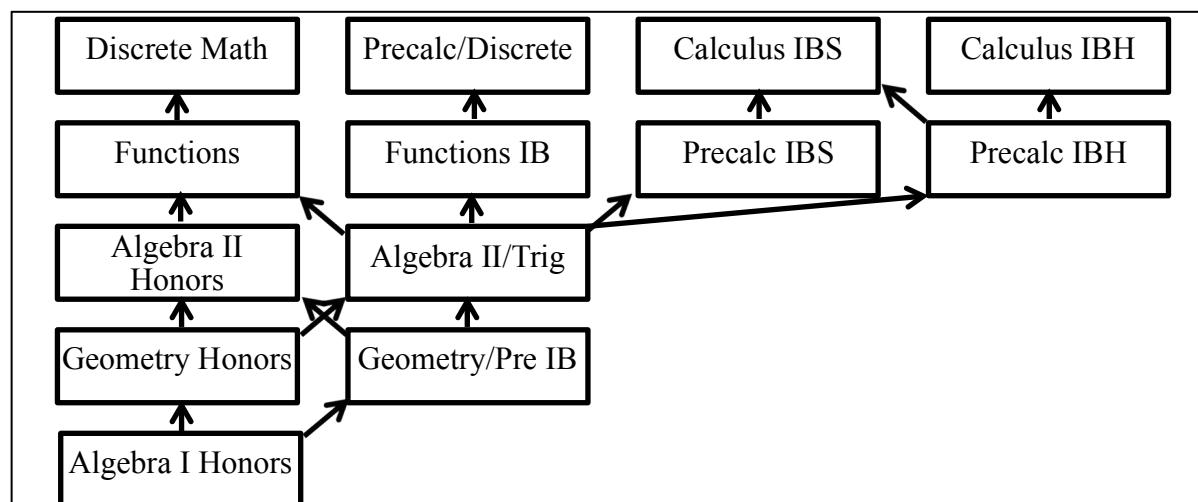 Discrete Math
Precalc/Discrete
Calculus IBS
Calculus IBH
Functions
Functions IB
Precalc IBS
Precalc IBH
Algebra II
Honors
Algebra II/Trig
Geometry Honors
Geometry/Pre IB
Algebra I Honors